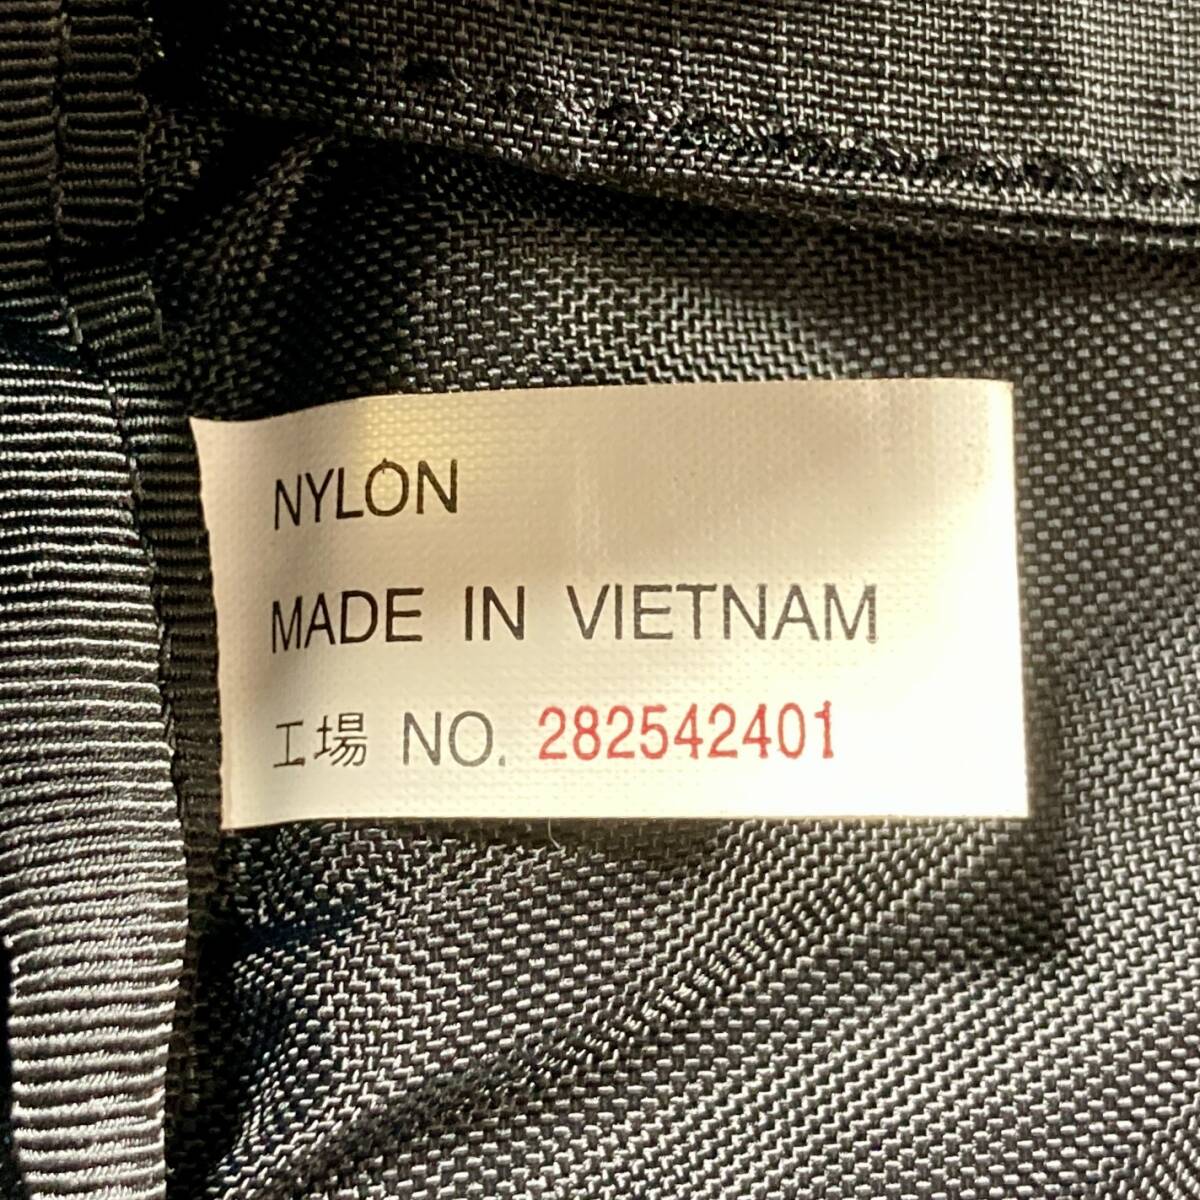 NYLON
MADE IN VIETNAM
工場 NO. 282542401